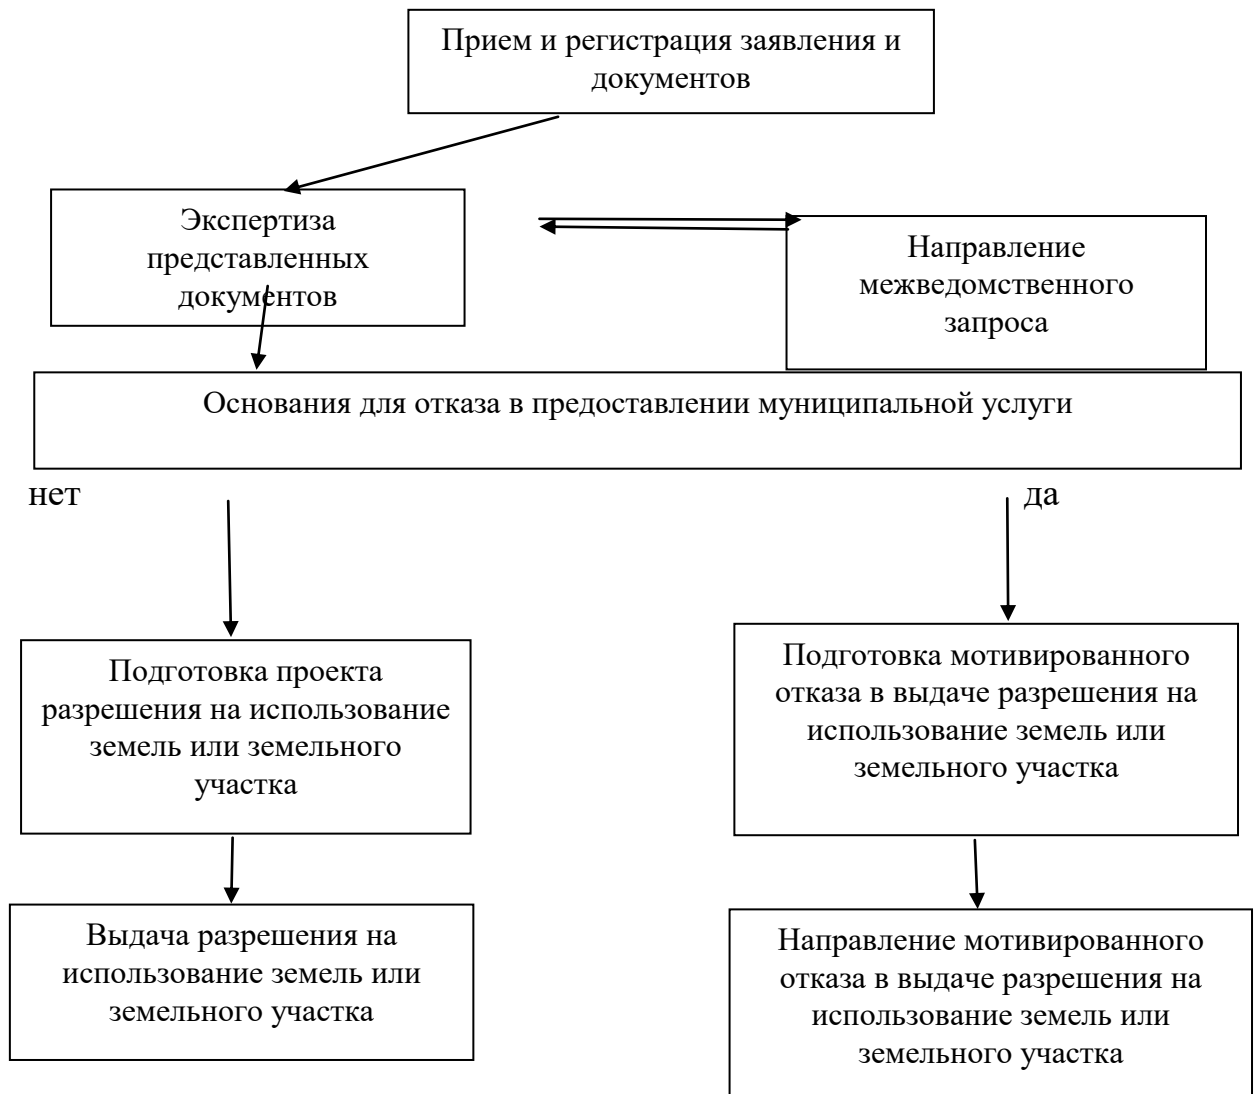 Прием и регистрация заявления и
документов
Экспертиза
представленных
документов
Направление
межведомственного
запроса
Основания для отказа в предоставлении муниципальной услуги
нет
да
Подготовка проекта
разрешения на использование
земель или земельного
участка
Подготовка мотивированного
отказа в выдаче разрешения на
использование земель или
земельного участка
Выдача разрешения на
использование земель или
земельного участка
Направление мотивированного
отказа в выдаче разрешения на
использование земель или
земельного участка